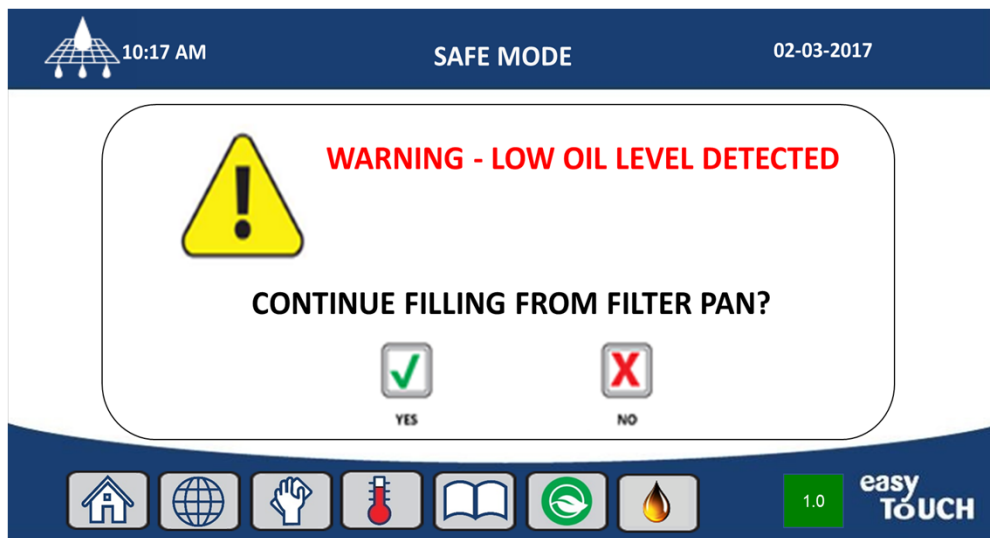 10:17 AM
SAFE MODE
02-03-2017
WARNING - LOW OIL LEVEL DETECTED
CONTINUE FILLING FROM FILTER PAN?
YES
NO
1.0
easy
TOUCH